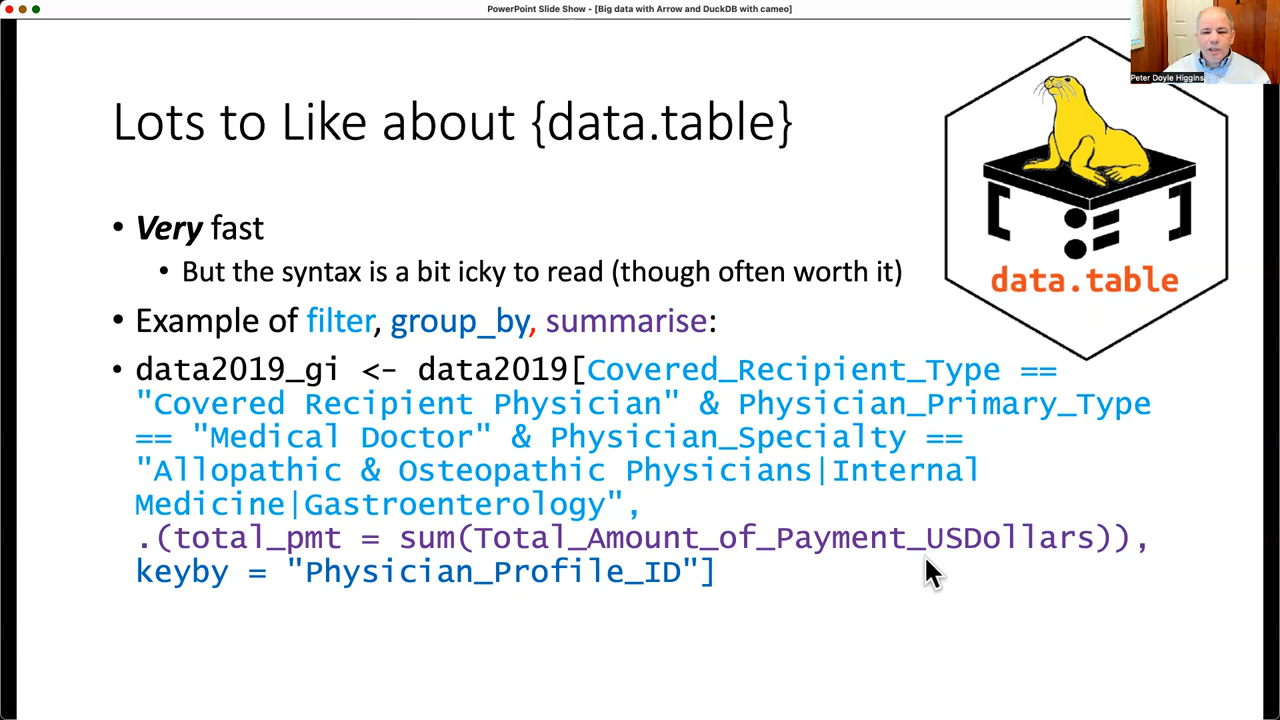 PowerPoint Slide Show - [Big data with Arrow and DuckDB with cameo]
Peter Doyle Higgins
Lots to Like about {data.table}
• Very fast
• But the syntax is a bit icky to read (though often worth it)
• Example of filter, group_by, summarise:
• data2019_gi <- data2019[Covered_Recipient_Type ==
"Covered Recipient Physician" & Physician_Primary_Type
== "Medical Doctor" & Physician_Specialty ==
"Allopathic & Osteopathic Physicians|Internal
Medicine|Gastroenterology",
.(total_pmt = sum(Total_Amount_of_Payment_USDollars)),
keyby = "Physician_Profile_ID"]
[ := ]
data.table